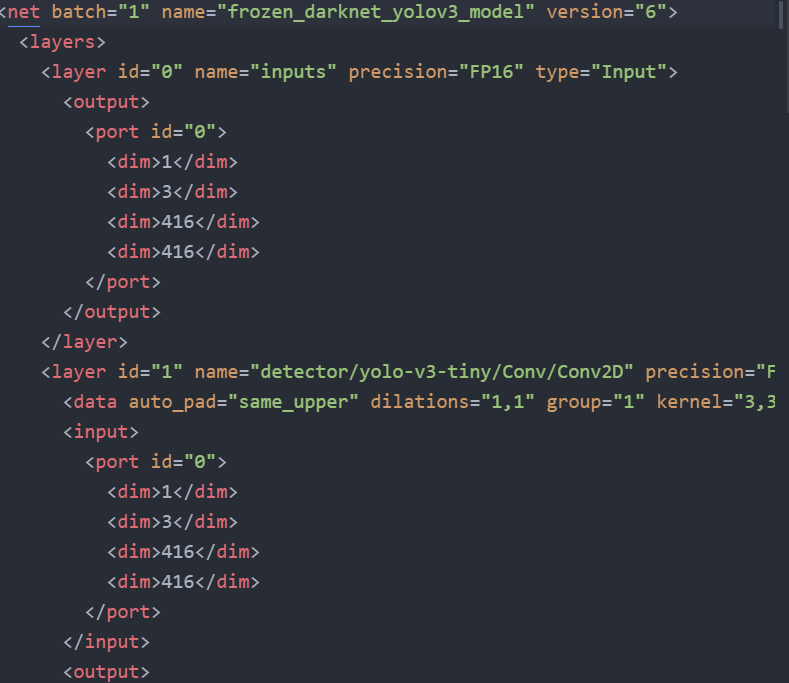 <net batch="1" name="frozen_darknet_yolov3_model" version="6">
<layers>
<layer id="0" name="inputs" precision="FP16" type="Input">
<output>
<port id="0">
<dim>1</dim>
<dim>3</dim>
<dim>416</dim>
<dim>416</dim>
</port>
</output>
</layer>
<layer id="1" name="detector/yolo-v3-tiny/Conv/Conv2D" precision="F
<data auto_pad="same_upper" dilations="1,1" group="1" kernel="3,3
<input>
<port id="0">
<dim>1</dim>
<dim>3</dim>
<dim>416</dim>
<dim>416</dim>
</port>
</input>
<output>